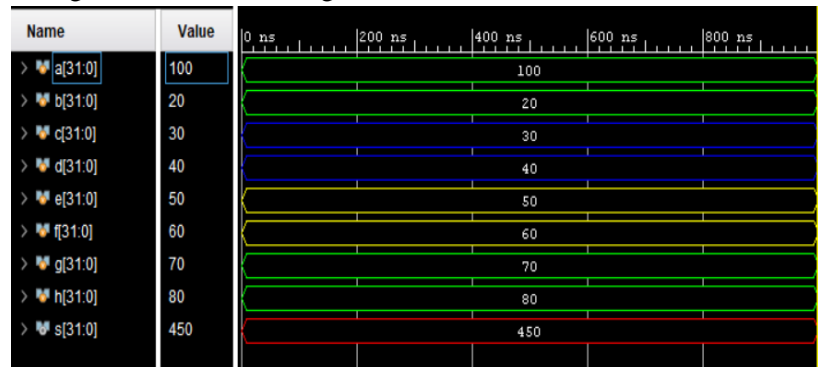 Name Value 0 ns 200 ns 400 ns 600 ns 800 ns
a[31:0] 100 100
b[31:0] 20 20
c[31:0] 30 30
d[31:0] 40 40
e[31:0] 50 50
f[31:0] 60 60
g[31:0] 70 70
h[31:0] 80 80
s[31:0] 450 450